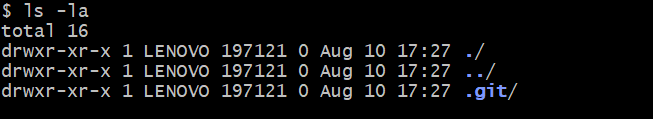 $ ls -la
total 16
drwxr-xr-x 1 LENOVO 197121 0 Aug 10 17:27 ./
drwxr-xr-x 1 LENOVO 197121 0 Aug 10 17:27 ../
drwxr-xr-x 1 LENOVO 197121 0 Aug 10 17:27 .git/